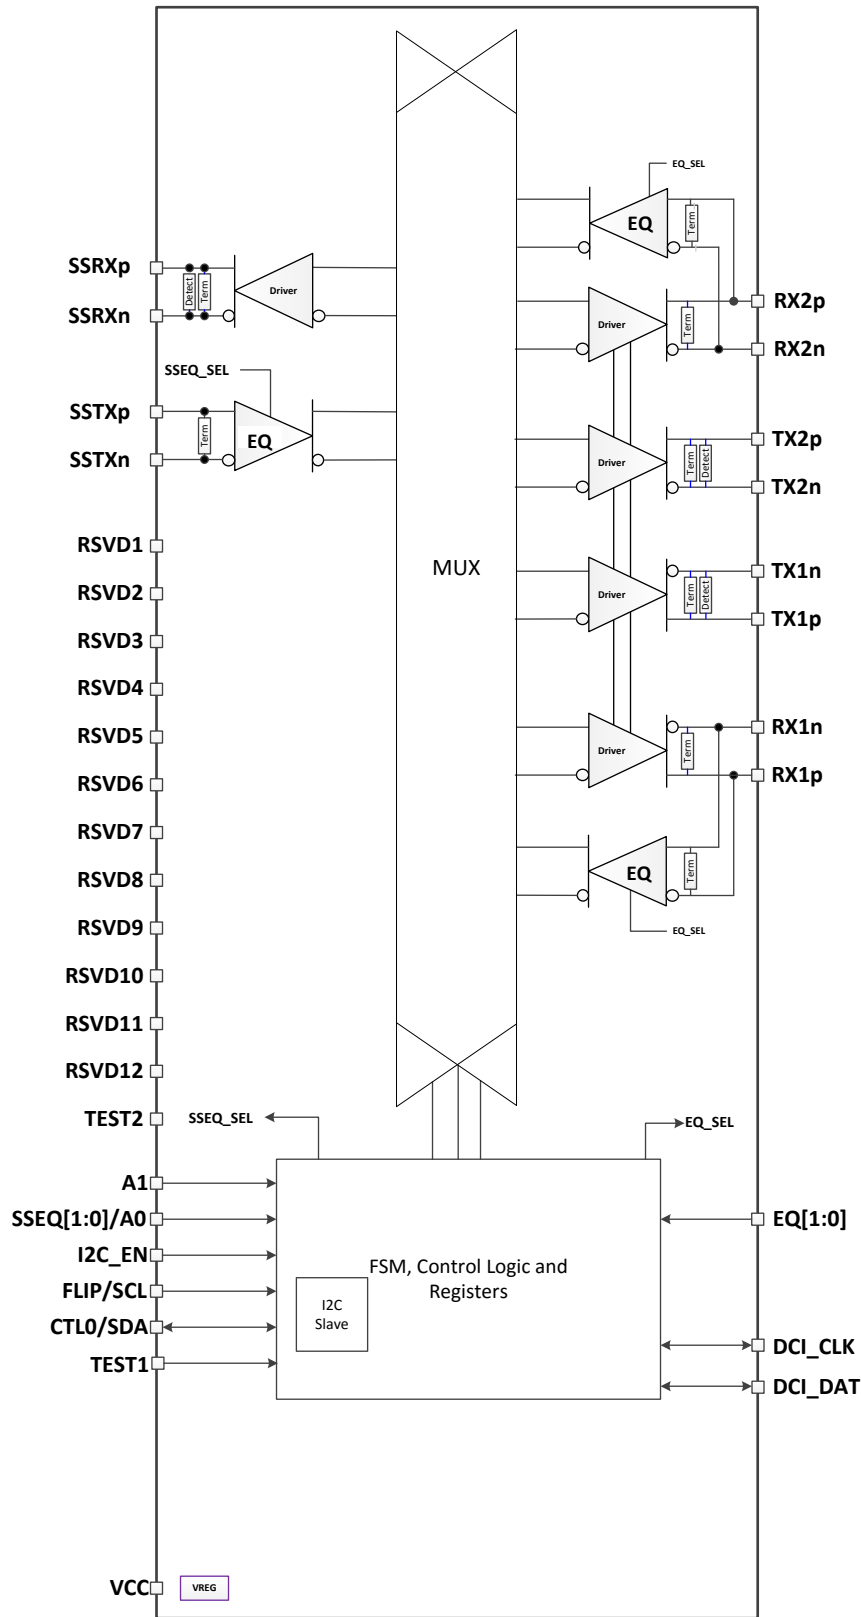 EQ_SEL
EQ
Term
SSRXp
Detect
Term
Driver
SSRXn
Driver
Term
RX2p
RX2n
SSEQ_SEL
SSTXp
Term
EQ
SSTXn
Driver
Term
Detect
TX2p
TX2n
RSVD1
RSVD2
RSVD3
RSVD4
RSVD5
RSVD6
RSVD7
RSVD8
RSVD9
RSVD10
RSVD11
RSVD12
MUX
Driver
Term
Detect
TX1n
TX1p
Driver
Term
RX1n
RX1p
EQ
Term
EQ_SEL
TEST2
SSEQ_SEL
EQ_SEL
A1
SSEQ[1:0]/A0
I2C_EN
FLIP/SCL
CTL0/SDA
TEST1
FSM, Control Logic and
Registers
I2C
Slave
EQ[1:0]
DCI_CLK
DCI_DAT
VCC
VREG